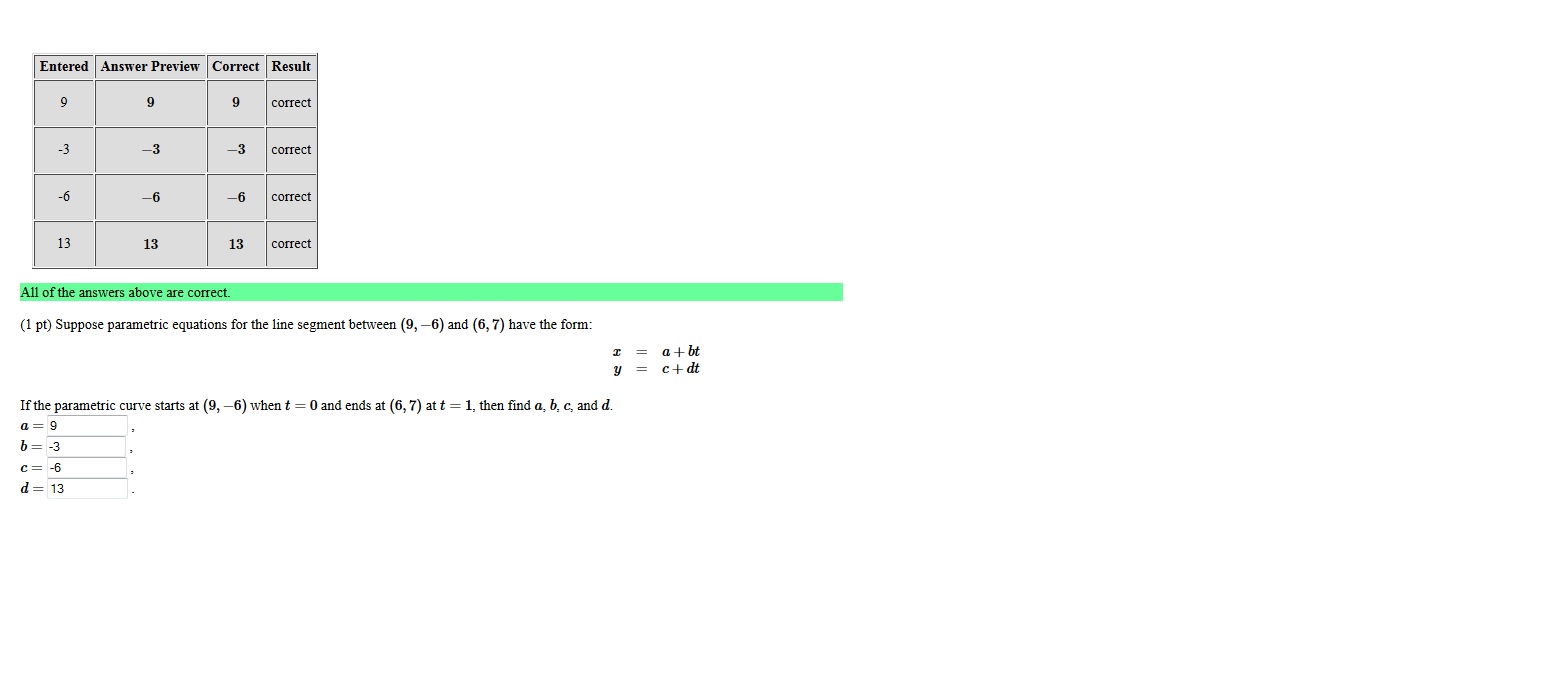 Entered Answer Preview Correct Result
9 9 9 correct
-3 −3 −3 correct
-6 −6 −6 correct
13 13 13 correct
All of the answers above are correct.
(1 pt) Suppose parametric equations for the line segment between (9, −6) and (6, 7) have the form:
x = a + bt
y = c + dt
If the parametric curve starts at (9, −6) when t = 0 and ends at (6, 7) at t = 1, then find a, b, c, and d.
a = 9 ,
b = -3 ,
c = -6 ,
d = 13 .